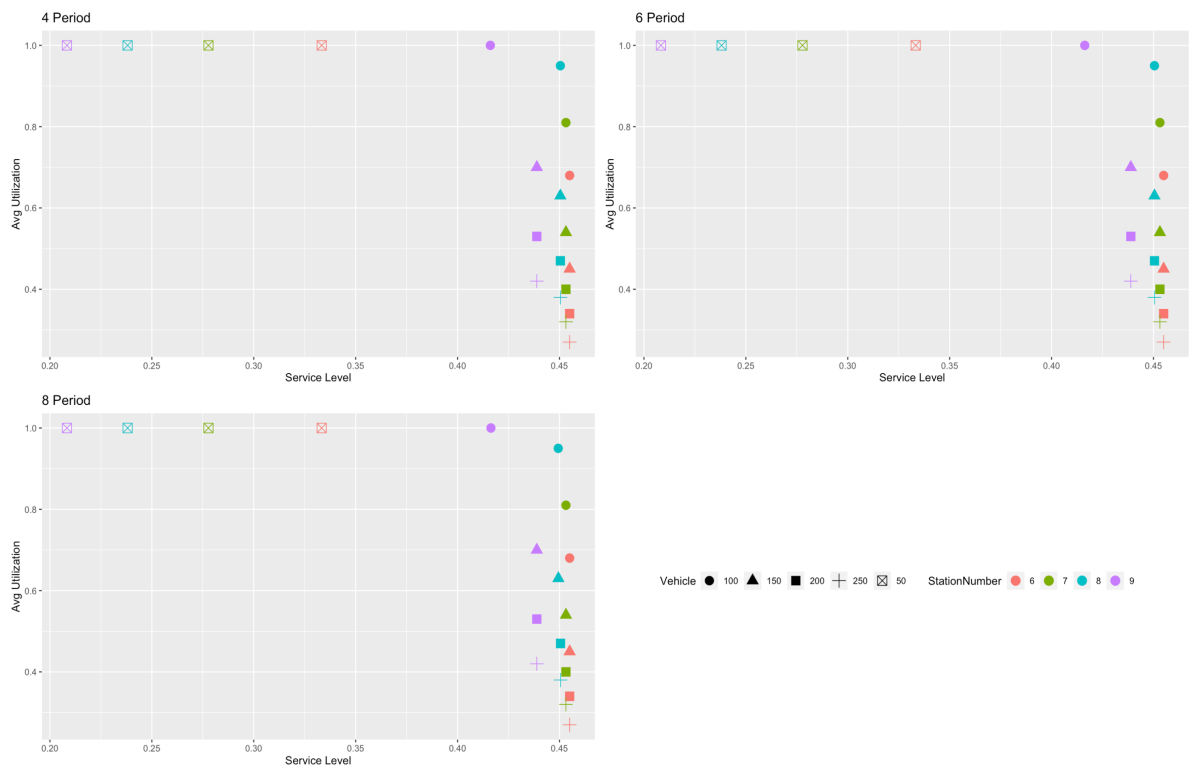 4 Period
1.0
0.8
0.6
0.4
Avg Utilization
0.20 0.25 0.30 0.35 0.40 0.45
Service Level
6 Period
1.0
0.8
0.6
0.4
Avg Utilization
0.20 0.25 0.30 0.35 0.40 0.45
Service Level
8 Period
1.0
0.8
0.6
0.4
Avg Utilization
0.20 0.25 0.30 0.35 0.40 0.45
Service Level
Vehicle 100 150 200 250 50 StationNumber 6 7 8 9